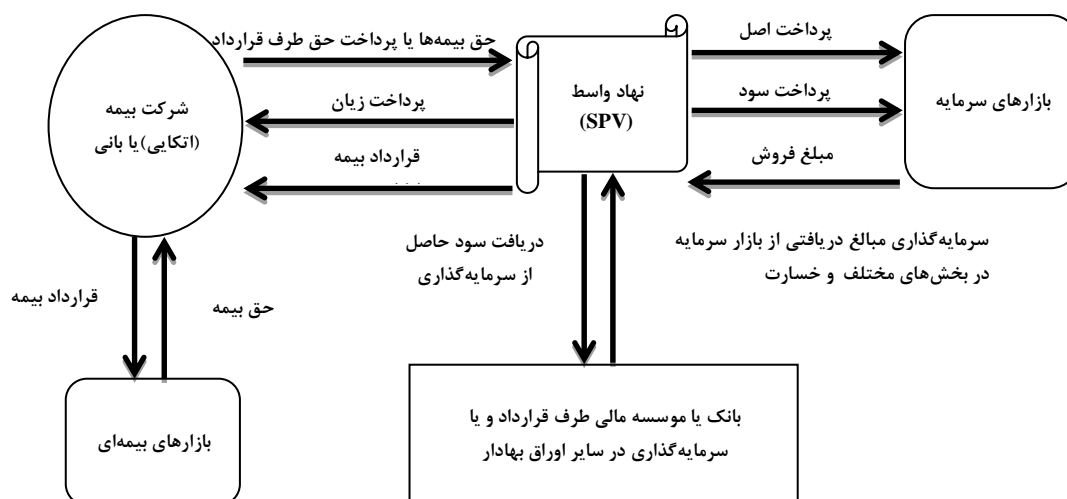 حق بیمه‌ها یا پرداخت حق طرف قرارداد
پرداخت زیان
قرارداد بیمه
شرکت بیمه
(اتکایی) یا بانی
نهاد واسط
(SPV)
پرداخت اصل
پرداخت سود
مبلغ فروش
بازارهای سرمایه
سرمایه‌گذاری مبالغ دریافتی از بازار سرمایه
در بخش‌های مختلف و خسارت
دریافت سود حاصل
از سرمایه‌گذاری
قرارداد بیمه
حق بیمه
بازارهای بیمه‌ای
بانک یا موسسه مالی طرف قرارداد و یا
سرمایه‌گذاری در سایر اوراق بهادار